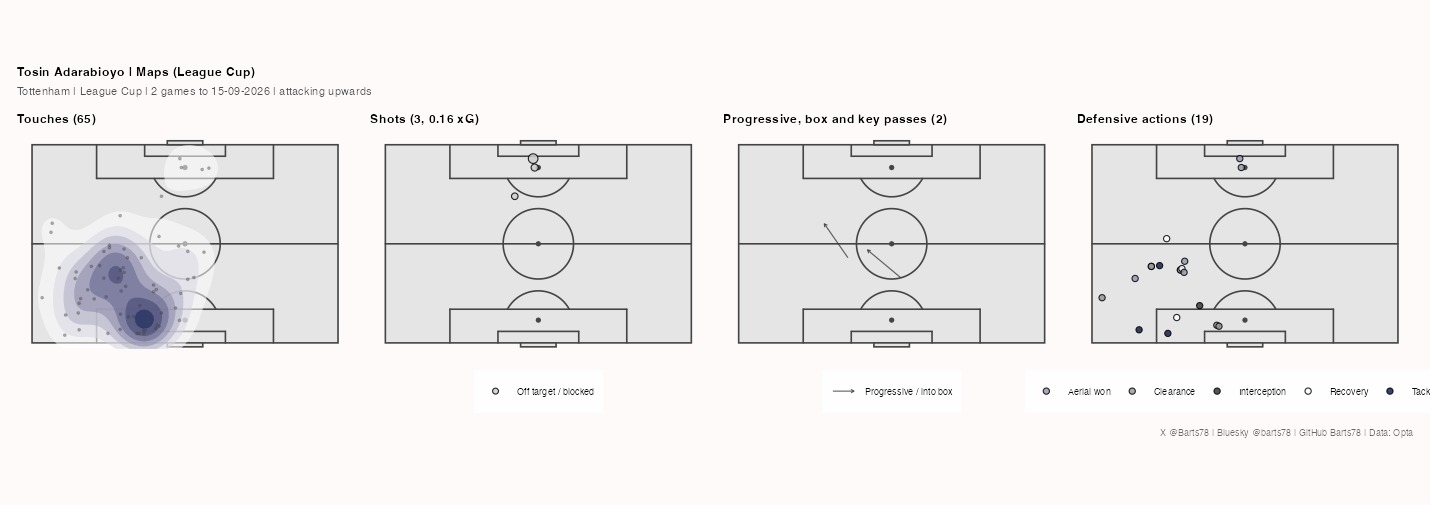 Tosin Adarabioyo | Maps (League Cup)
Tottenham | League Cup | 2 games to 15-09-2026 | attacking upwards
Touches (65)
Shots (3, 0.16 xG)
Progressive, box and key passes (2)
Defensive actions (19)
Off target / blocked
Progressive / into box
Aerial won
Clearance
Interception
Recovery
Tack
X @Barts78 | Bluesky @barts78 | GitHub Barts78 | Data: Opta